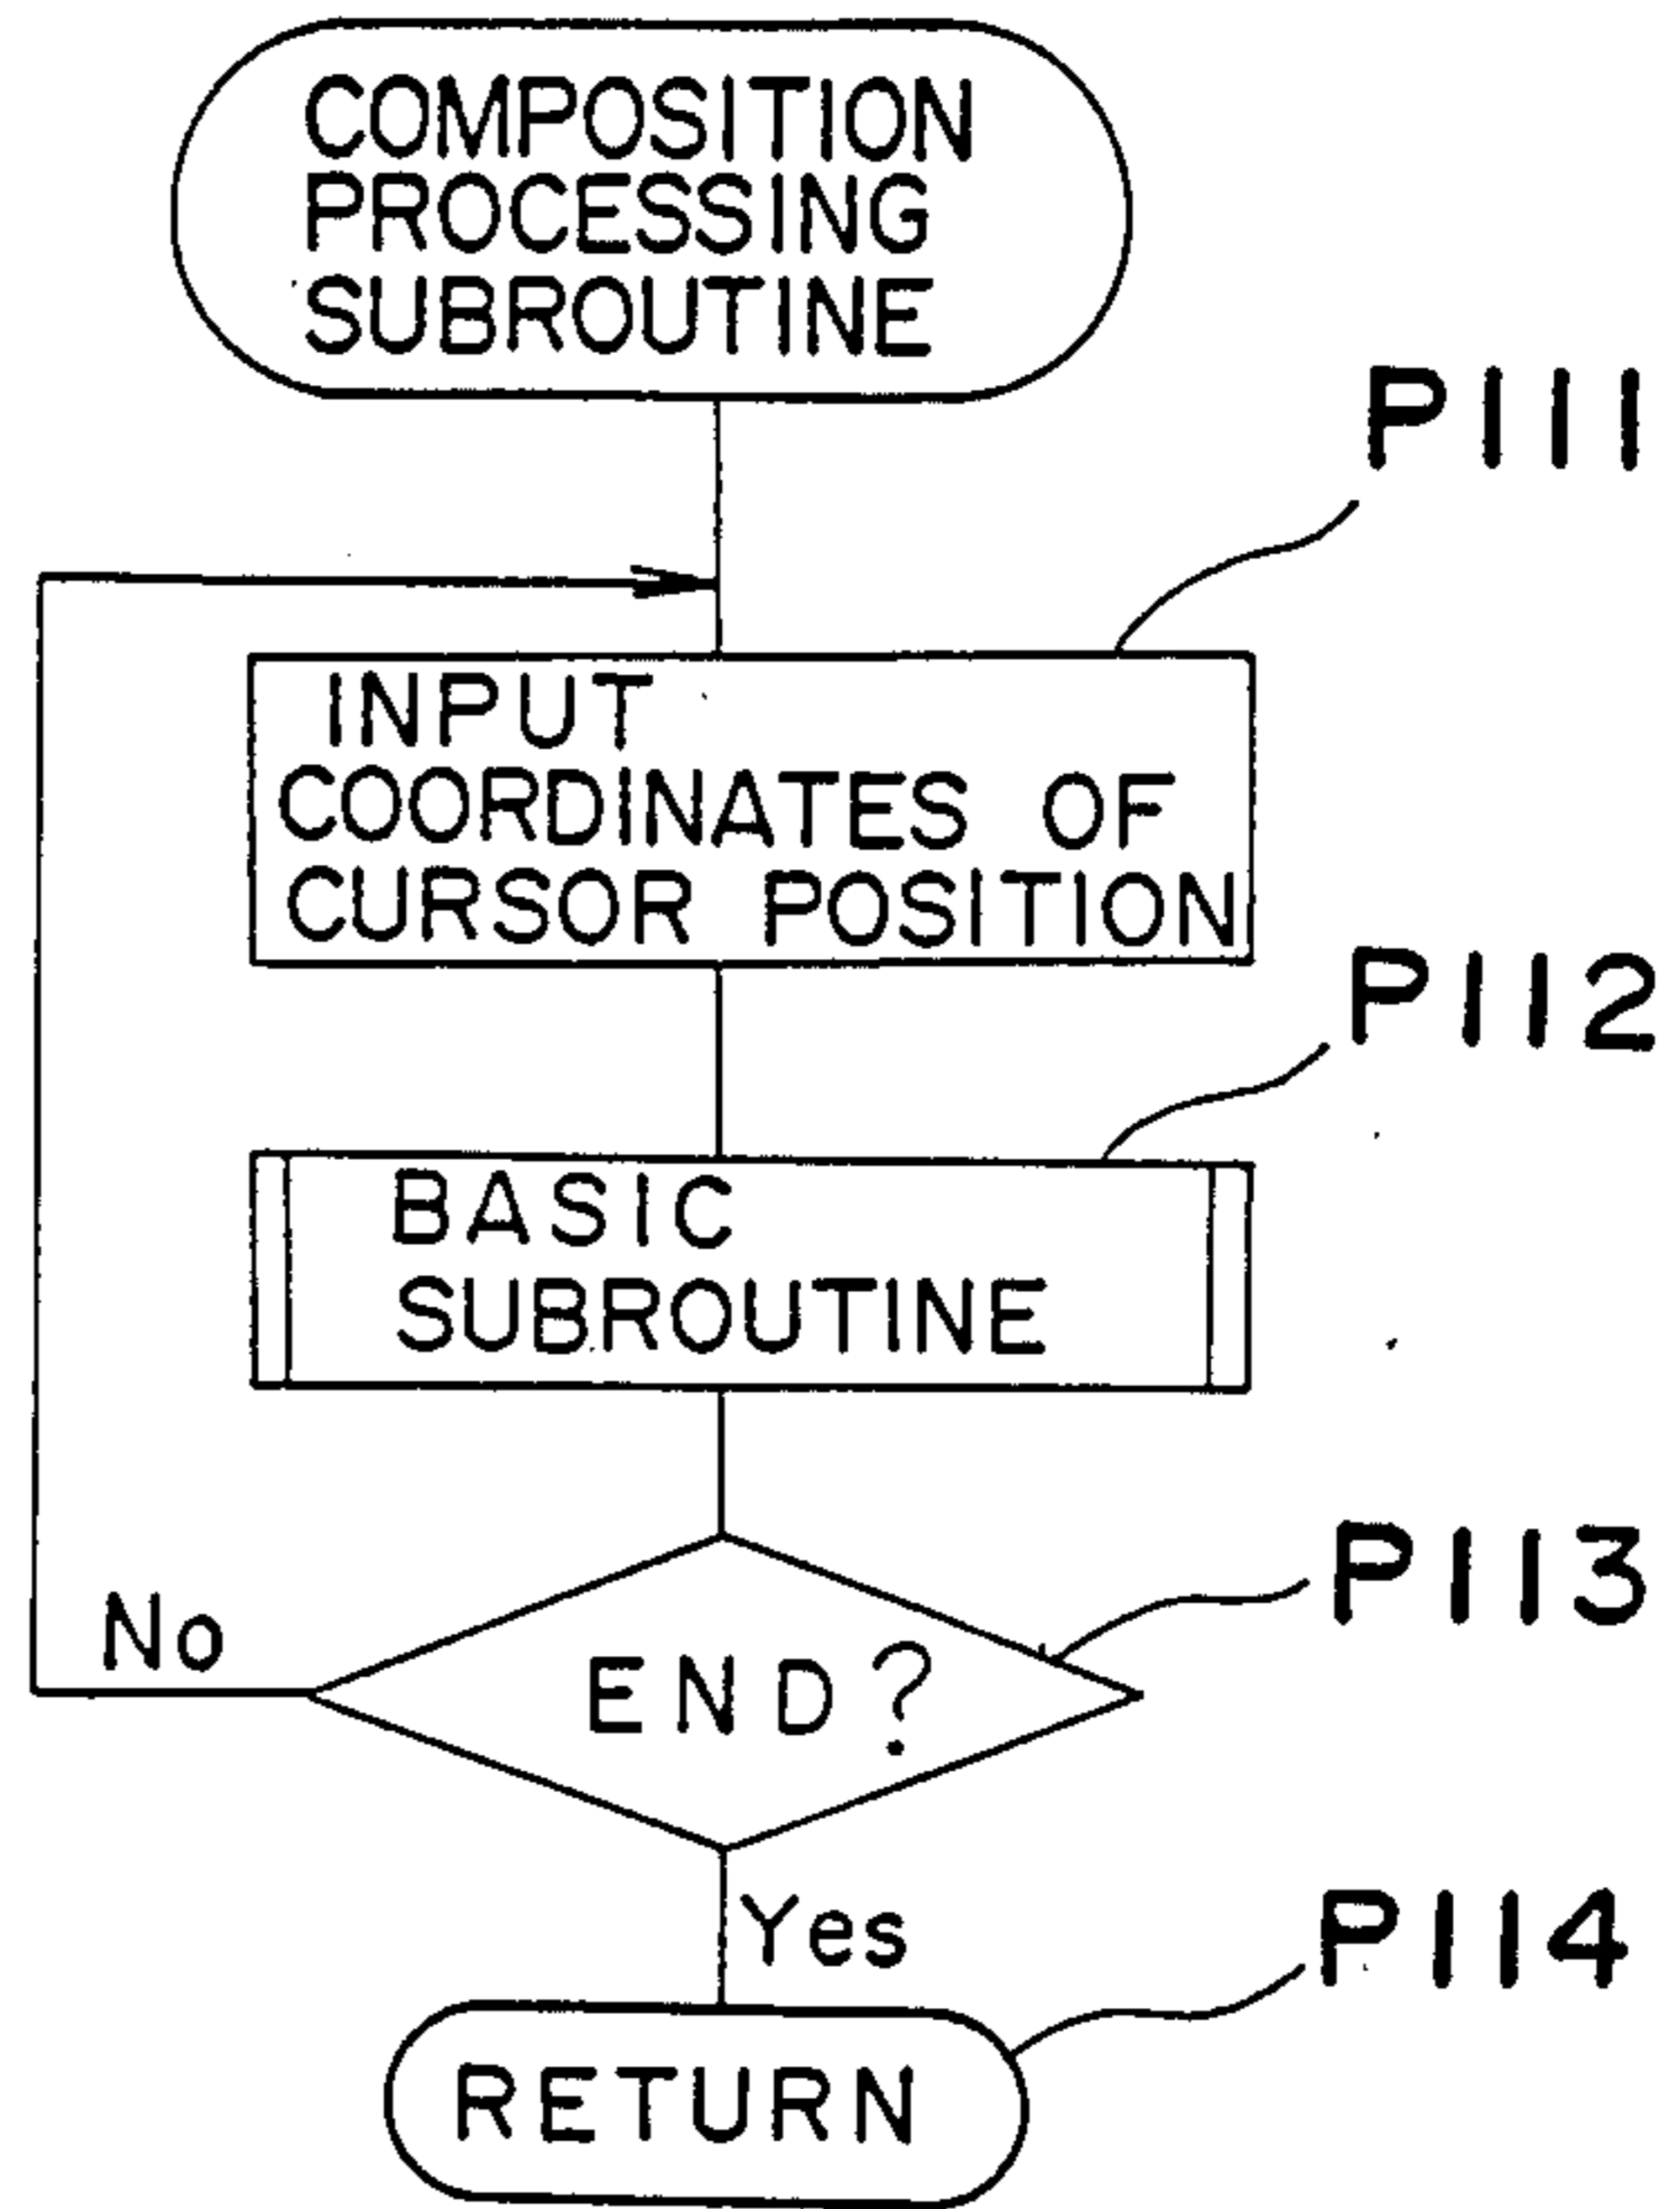 COMPOSITION
PROCESSING
SUBROUTINE
P111
INPUT
COORDINATES OF
CURSOR POSITION
P112
BASIC
SUBROUTINE
P113
No
END?
Yes
P114
RETURN